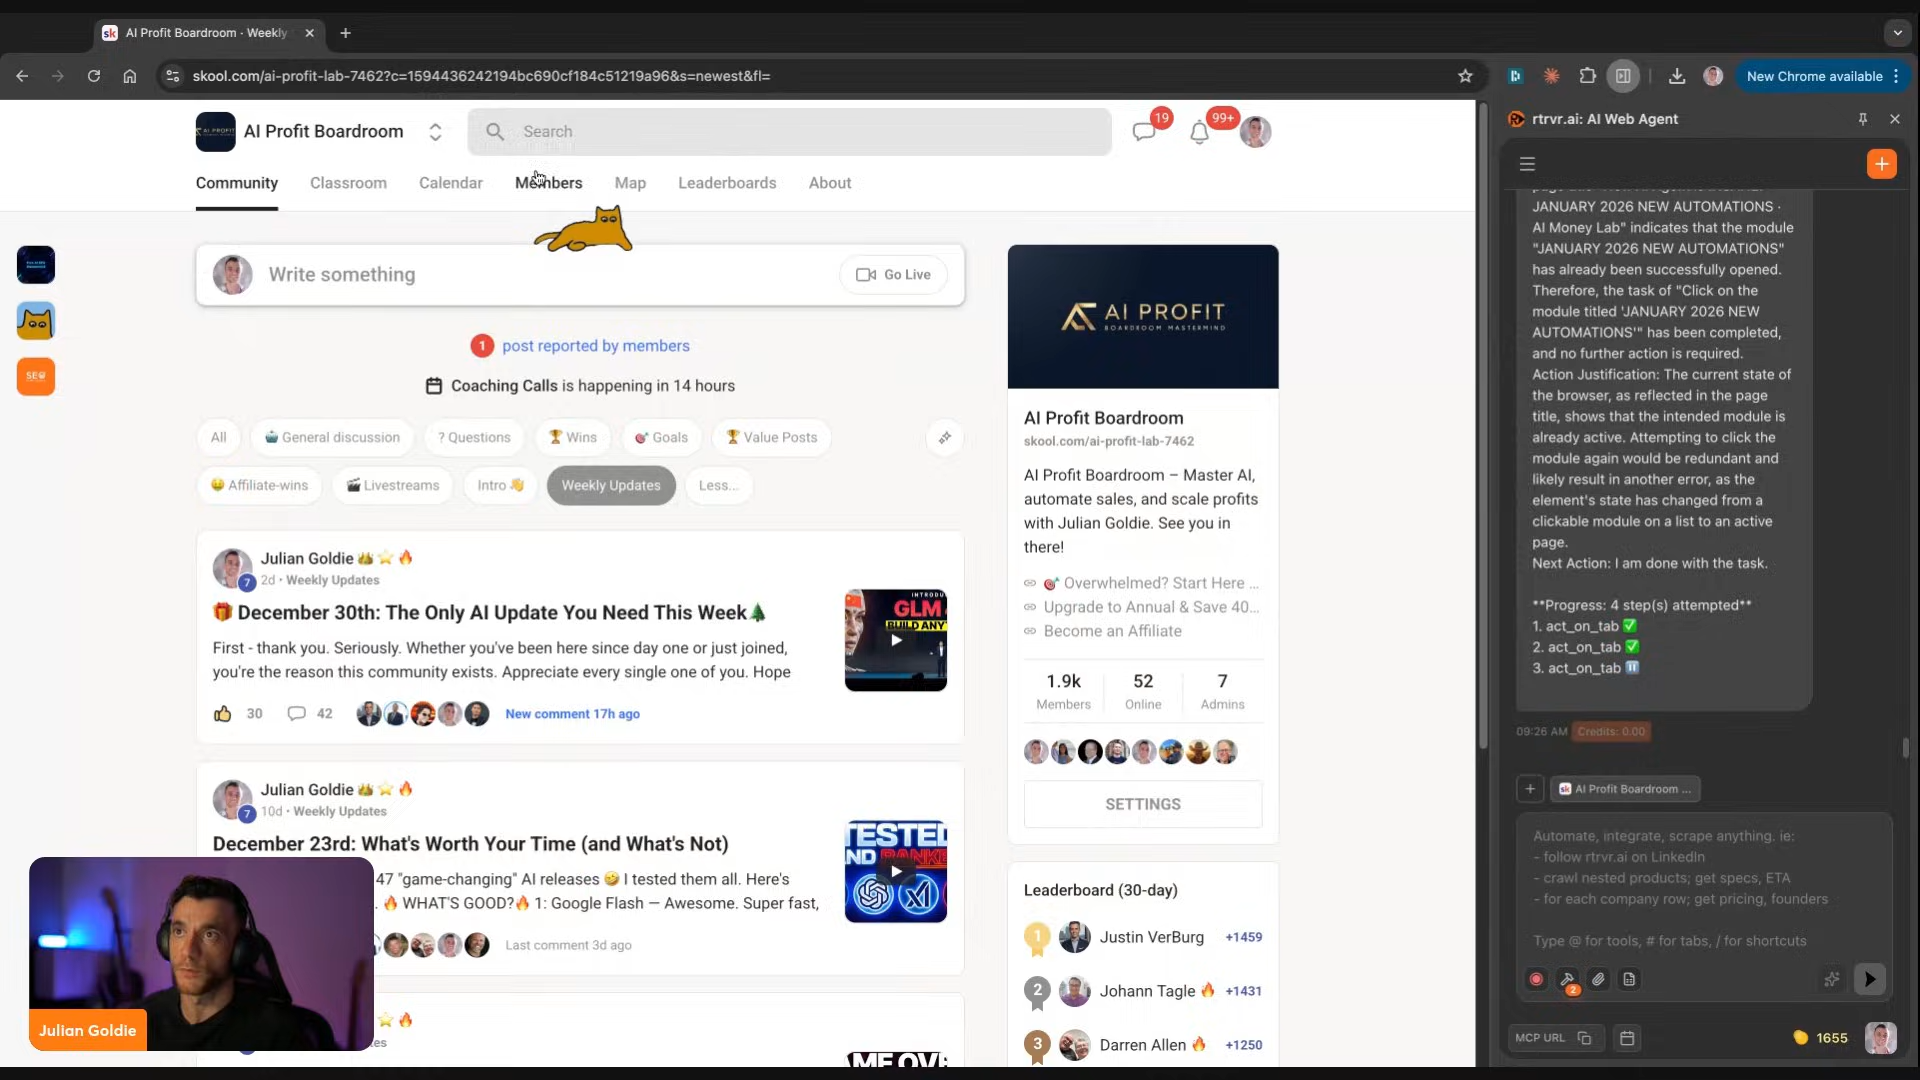 AI Profit Boardroom - Weekly
skool.com/ai-profit-lab-7462?c=1594436242194bc690cf184c51219a96&s=newest&fl=
New Chrome available
AI Profit Boardroom
Search
19
99+
Community
Classroom
Calendar
Members
Map
Leaderboards
About
Write something
Go Live
1 post reported by members
Coaching Calls is happening in 14 hours
All
General discussion
? Questions
Wins
Goals
Value Posts
Affiliate-wins
Livestreams
Intro
Weekly Updates
Less...
Julian Goldie
7
2d • Weekly Updates
December 30th: The Only AI Update You Need This Week
First - thank you. Seriously. Whether you've been here since day one or just joined,
you're the reason this community exists. Appreciate every single one of you. Hope
GLM
30
42
New comment 17h ago
Julian Goldie
7
10d • Weekly Updates
December 23rd: What's Worth Your Time (and What's Not)
47 "game-changing" AI releases 🤣 I tested them all. Here's
. 🔥 WHAT'S GOOD?🔥 1: Google Flash — Awesome. Super fast,
TESTED
Last comment 3d ago
ME OV
Julian Goldie
SEO
AI PROFIT
BOARDROOM MASTERMIND
AI Profit Boardroom
skool.com/ai-profit-lab-7462
AI Profit Boardroom – Master AI,
automate sales, and scale profits
with Julian Goldie. See you in
there!
Overwhelmed? Start Here ...
Upgrade to Annual & Save 40...
Become an Affiliate
1.9k
Members
52
Online
7
Admins
SETTINGS
Leaderboard (30-day)
1
Justin VerBurg
+1459
2
Johann Tagle
+1431
3
Darren Allen
+1250
rtrvr.ai: AI Web Agent
JANUARY 2026 NEW AUTOMATIONS ·
AI Money Lab" indicates that the module
"JANUARY 2026 NEW AUTOMATIONS"
has already been successfully opened.
Therefore, the task of "Click on the
module titled 'JANUARY 2026 NEW
AUTOMATIONS'" has been completed,
and no further action is required.
Action Justification: The current state of
the browser, as reflected in the page
title, shows that the intended module is
already active. Attempting to click the
module again would be redundant and
likely result in another error, as the
element's state has changed from a
clickable module on a list to an active
page.
Next Action: I am done with the task.
**Progress: 4 step(s) attempted**
1. act_on_tab ✅
2. act_on_tab ✅
3. act_on_tab ⏸️
09:26 AM
Credits: 0.00
AI Profit Boardroom ...
Automate, integrate, scrape anything. ie:
- follow rtrvr.ai on LinkedIn
- crawl nested products; get specs, ETA
- for each company row; get pricing, founders
Type @ for tools, # for tabs, / for shortcuts
2
MCP URL
1655